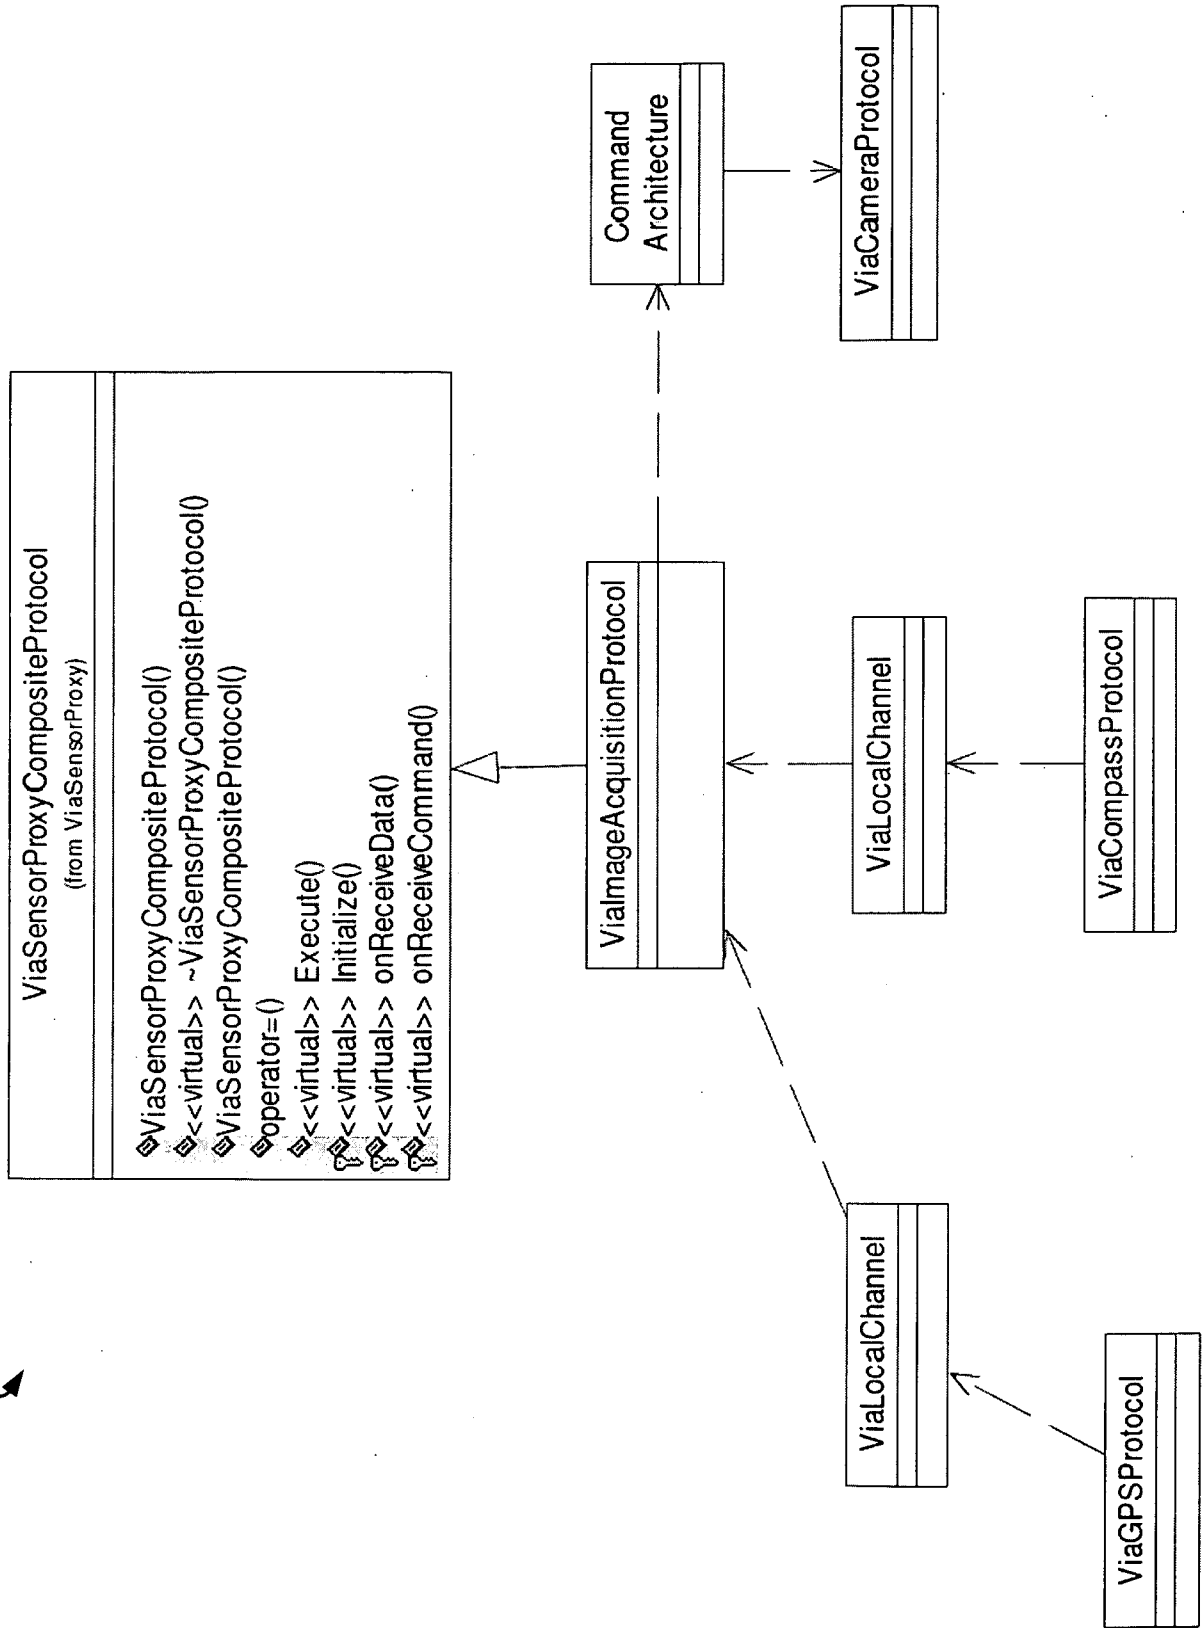 ViaSensorProxyCompositeProtocol
(from ViaSensorProxy)
ViaSensorProxyCompositeProtocol()
<<virtual>> ~ViaSensorProxyCompositeProtocol()
ViaSensorProxyCompositeProtocol()
operator=()
<<virtual>> Execute()
<<virtual>> Initialize()
<<virtual>> onReceiveData()
<<virtual>> onReceiveCommand()
ViaImageAcquisitionProtocol
Command
Architecture
ViaLocalChannel
ViaLocalChannel
ViaCameraProtocol
ViaGPSProtocol
ViaCompassProtocol